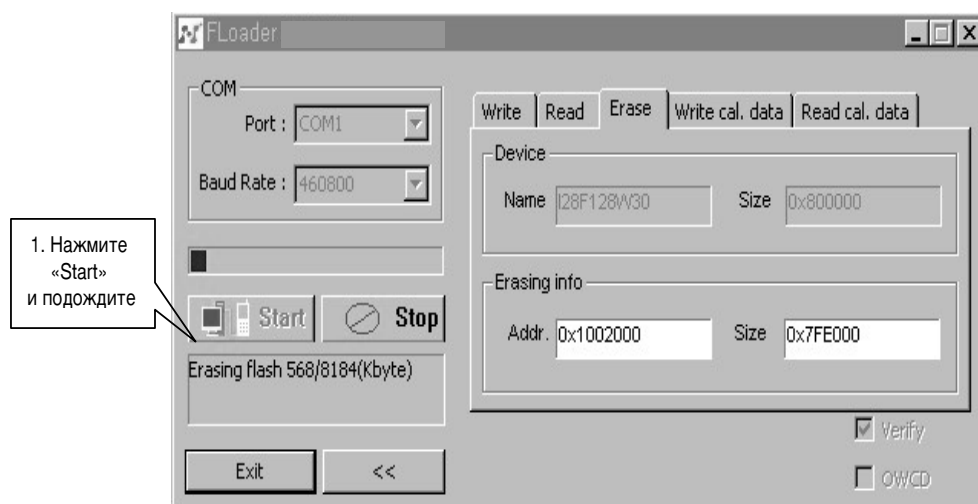 FLoader
COM
Port :
COM1
Baud Rate :
460800
1. Нажмите
«Start»
и подождите
Start
Stop
Erasing flash 568/8184(Kbyte)
Exit
<<
Write
Read
Erase
Write cal. data
Read cal. data
Device
Name
I28F128W30
Size
0x800000
Erasing info
Addr.
0x1002000
Size
0x7FE000
Verify
OWCD